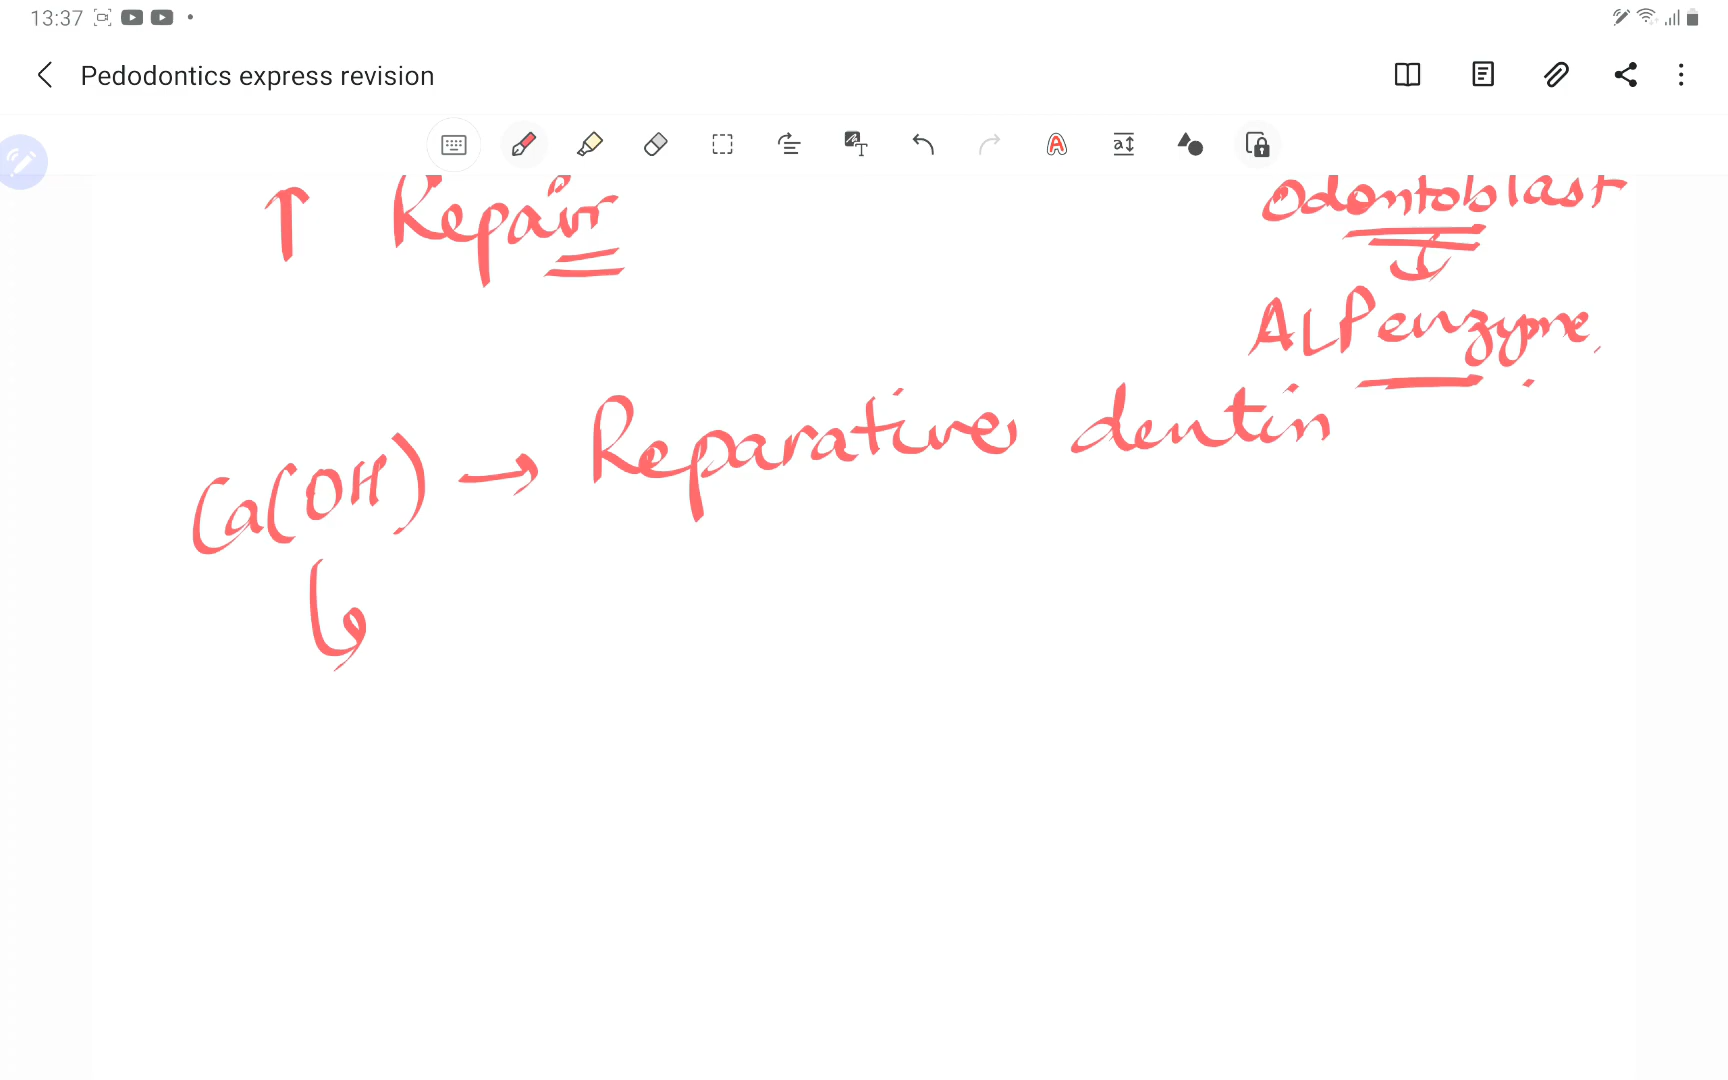 13:37
Pedodontics express revision
↑ Repair
Odontoblast
ALP enzyme.
Ca(OH) → Reparative dentin